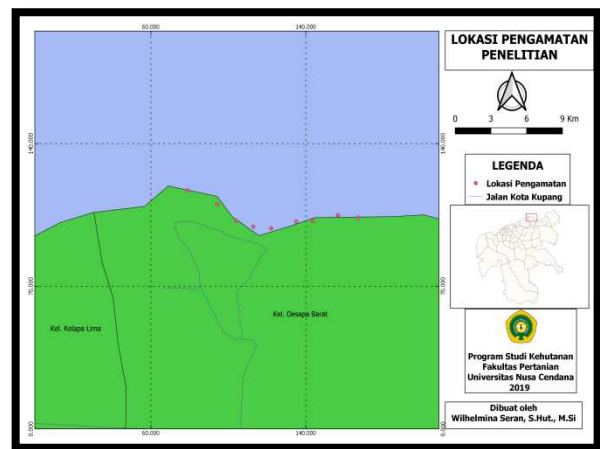 60.000
140.000
LOKASI PENGAMATAN
PENELITIAN
0 3 6 9 Km
140.000
140.000
LEGENDA
Lokasi Pengamatan
Jalan Kota Kupang
70.000
70.000
Kel. Kelapa Lima
Kel. Oesapa Barat
Program Studi Kehutanan
Fakultas Pertanian
Universitas Nusa Cendana
2019
Dibuat oleh
Wilhelmina Seran, S.Hut., M.Si
0.000
0.000
60.000
140.000